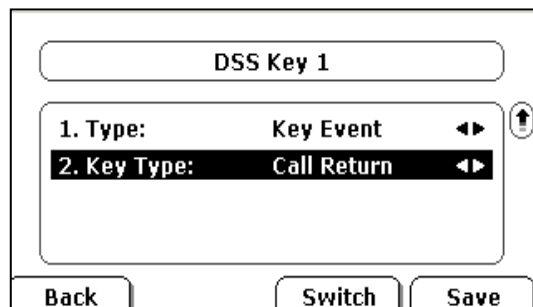 DSS Key 1
1. Type: Key Event
2. Key Type: Call Return
Back Switch Save